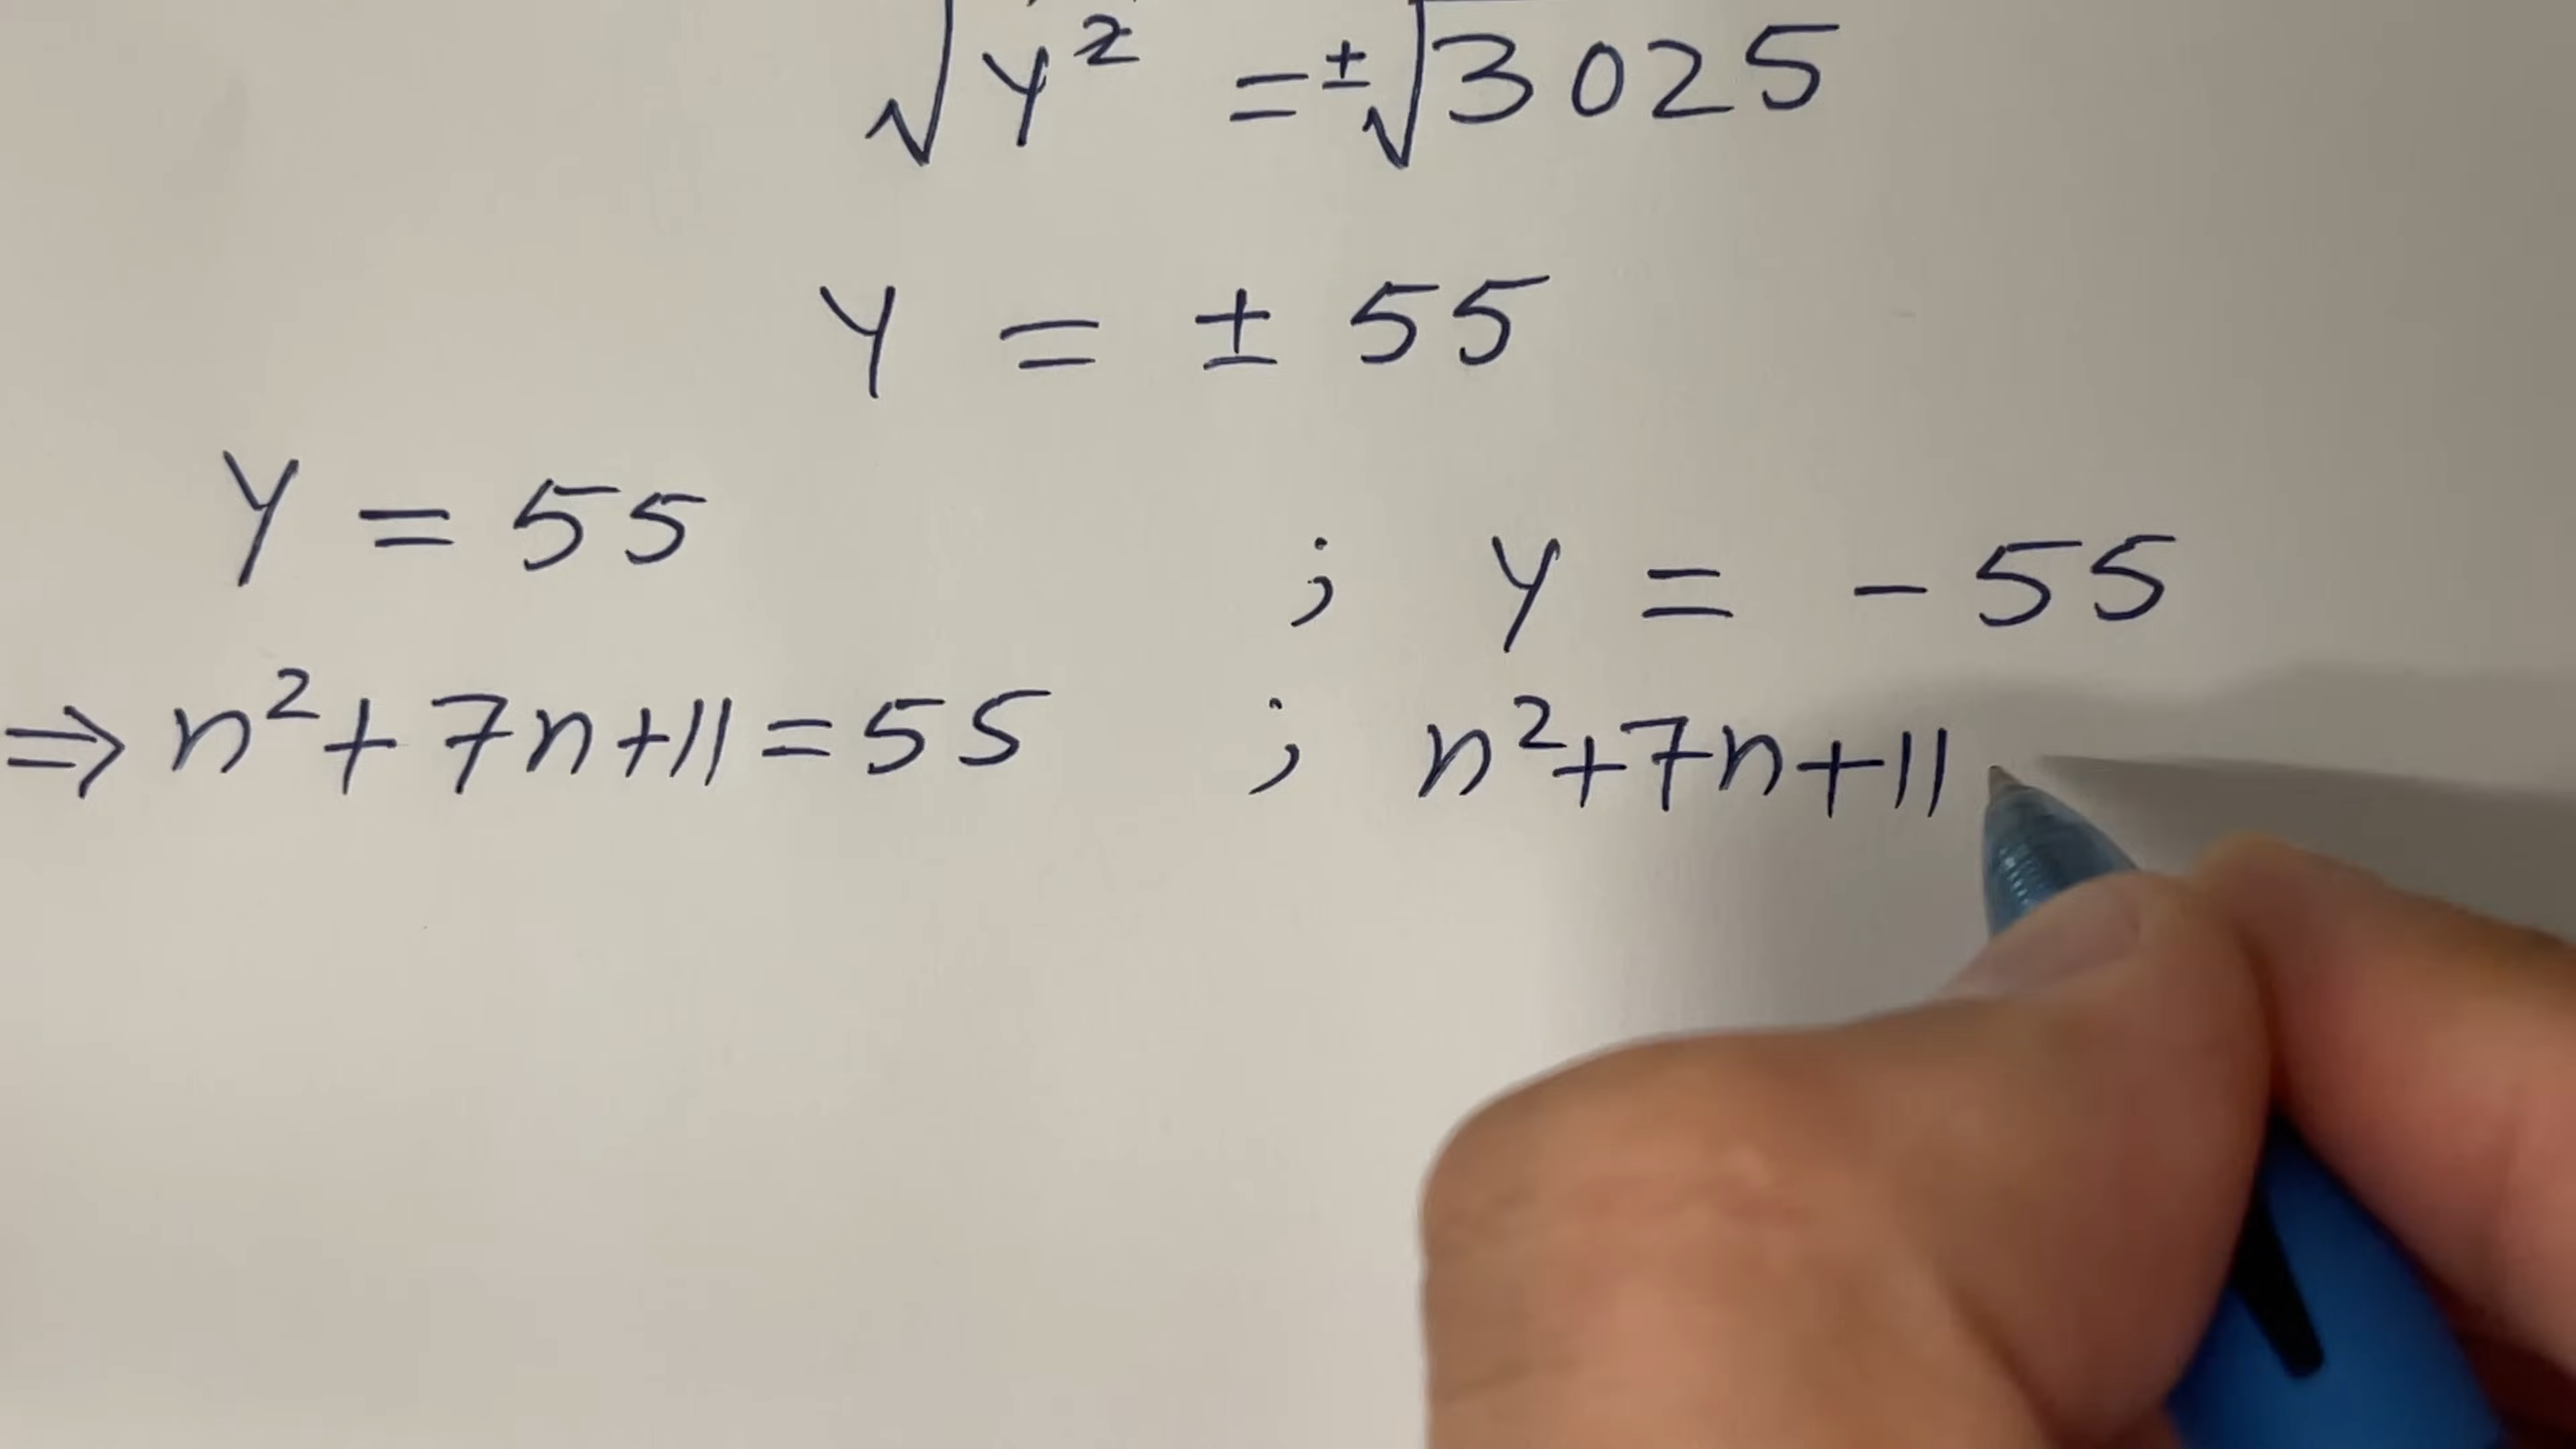 √y² = ±√3025
y = ± 55
y = 55 ; y = - 55
⇒ n² + 7n + 11 = 55 ; n² + 7n + 11